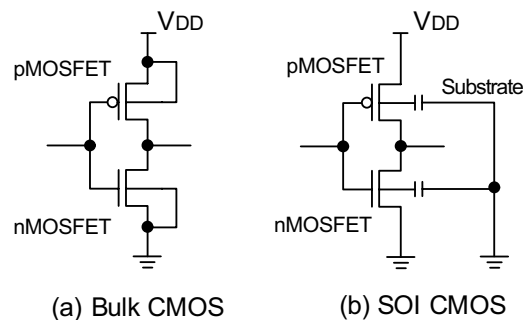 VDD
pMOSFET
nMOSFET
(a) Bulk CMOS
VDD
pMOSFET
Substrate
nMOSFET
(b) SOI CMOS